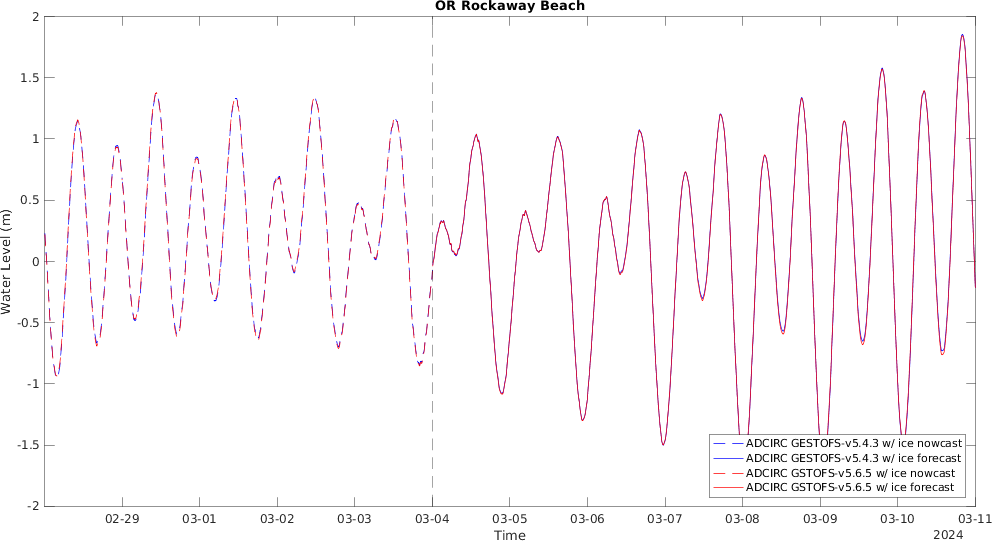 OR Rockaway Beach
2
1.5
1
0.5
0
-0.5
-1
-1.5
-2
Water Level (m)
ADCIRC GESTOFS-v5.4.3 w/ ice nowcast
ADCIRC GESTOFS-v5.4.3 w/ ice forecast
ADCIRC GSTOFS-v5.6.5 w/ ice nowcast
ADCIRC GSTOFS-v5.6.5 w/ ice forecast
02-29 03-01 03-02 03-03 03-04 03-05 03-06 03-07 03-08 03-09 03-10 03-11
Time
2024